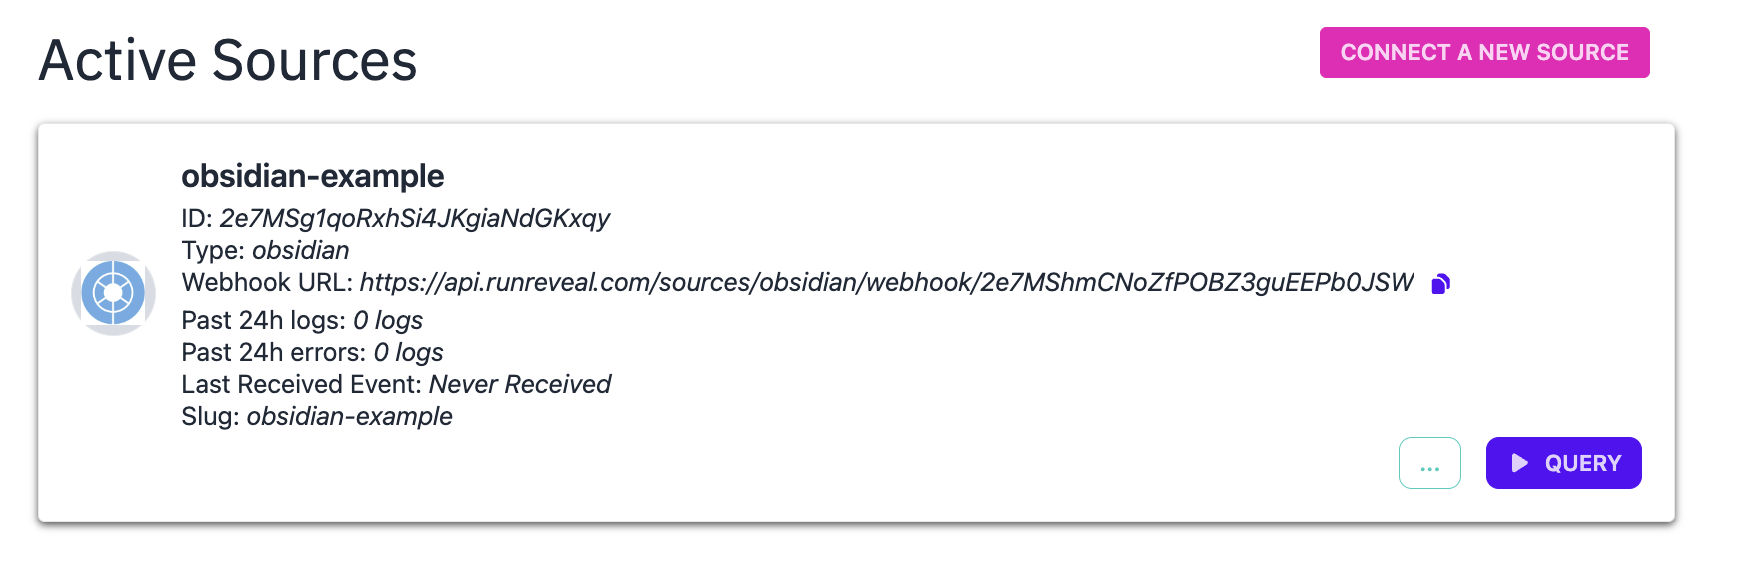 Active Sources
CONNECT A NEW SOURCE
obsidian-example
ID: 2e7MSg1qoRxhSi4JKgiaNdGKxqy
Type: obsidian
Webhook URL: https://api.runreveal.com/sources/obsidian/webhook/2e7MShmCNoZfPOBZ3guEEPb0JSW
Past 24h logs: 0 logs
Past 24h errors: 0 logs
Last Received Event: Never Received
Slug: obsidian-example
...
QUERY